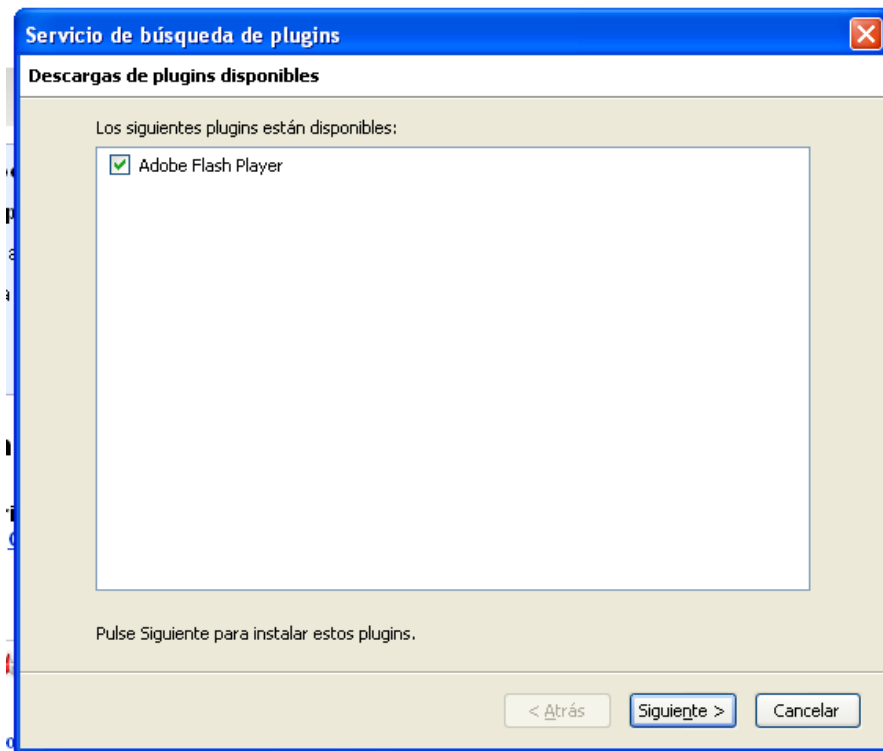 Servicio de búsqueda de plugins
Descargas de plugins disponibles
Los siguientes plugins están disponibles:
Adobe Flash Player
Pulse Siguiente para instalar estos plugins.
< Atrás
Siguiente >
Cancelar